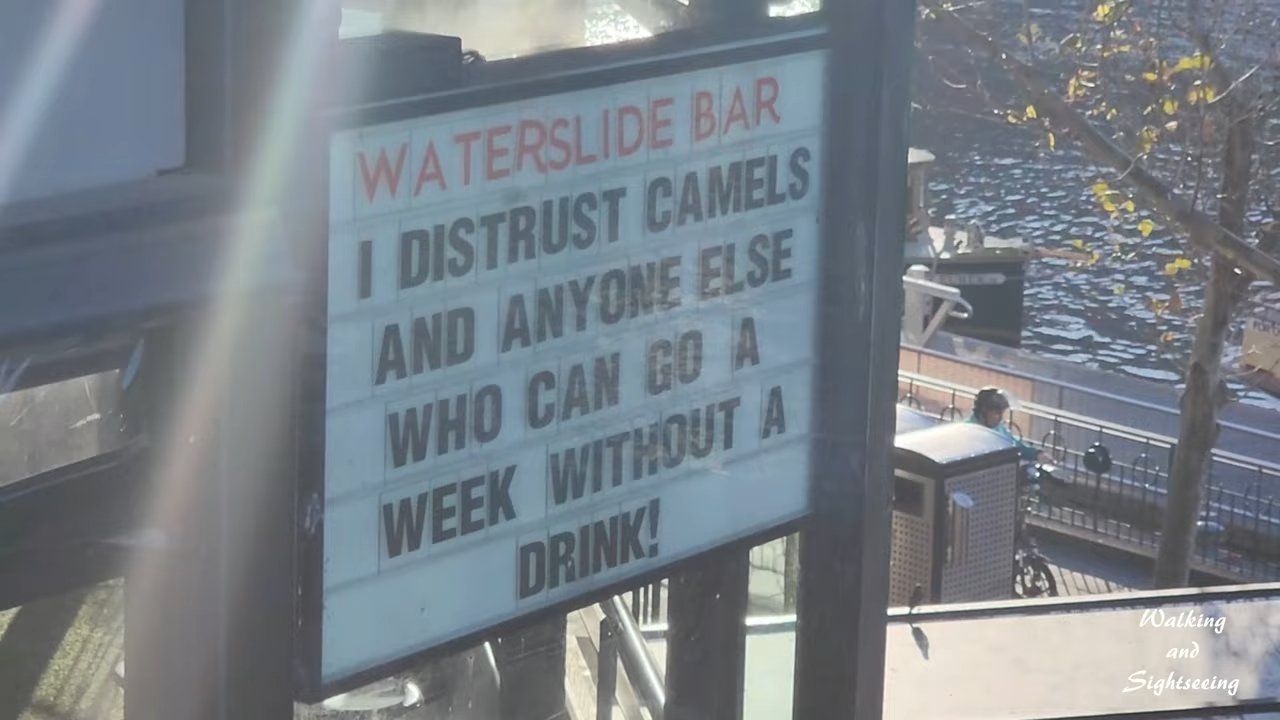 WATERSLIDE BAR
I DISTRUST CAMELS
AND ANYONE ELSE
WHO CAN GO A
WEEK WITHOUT A
DRINK!
Walking
and
Sightseeing